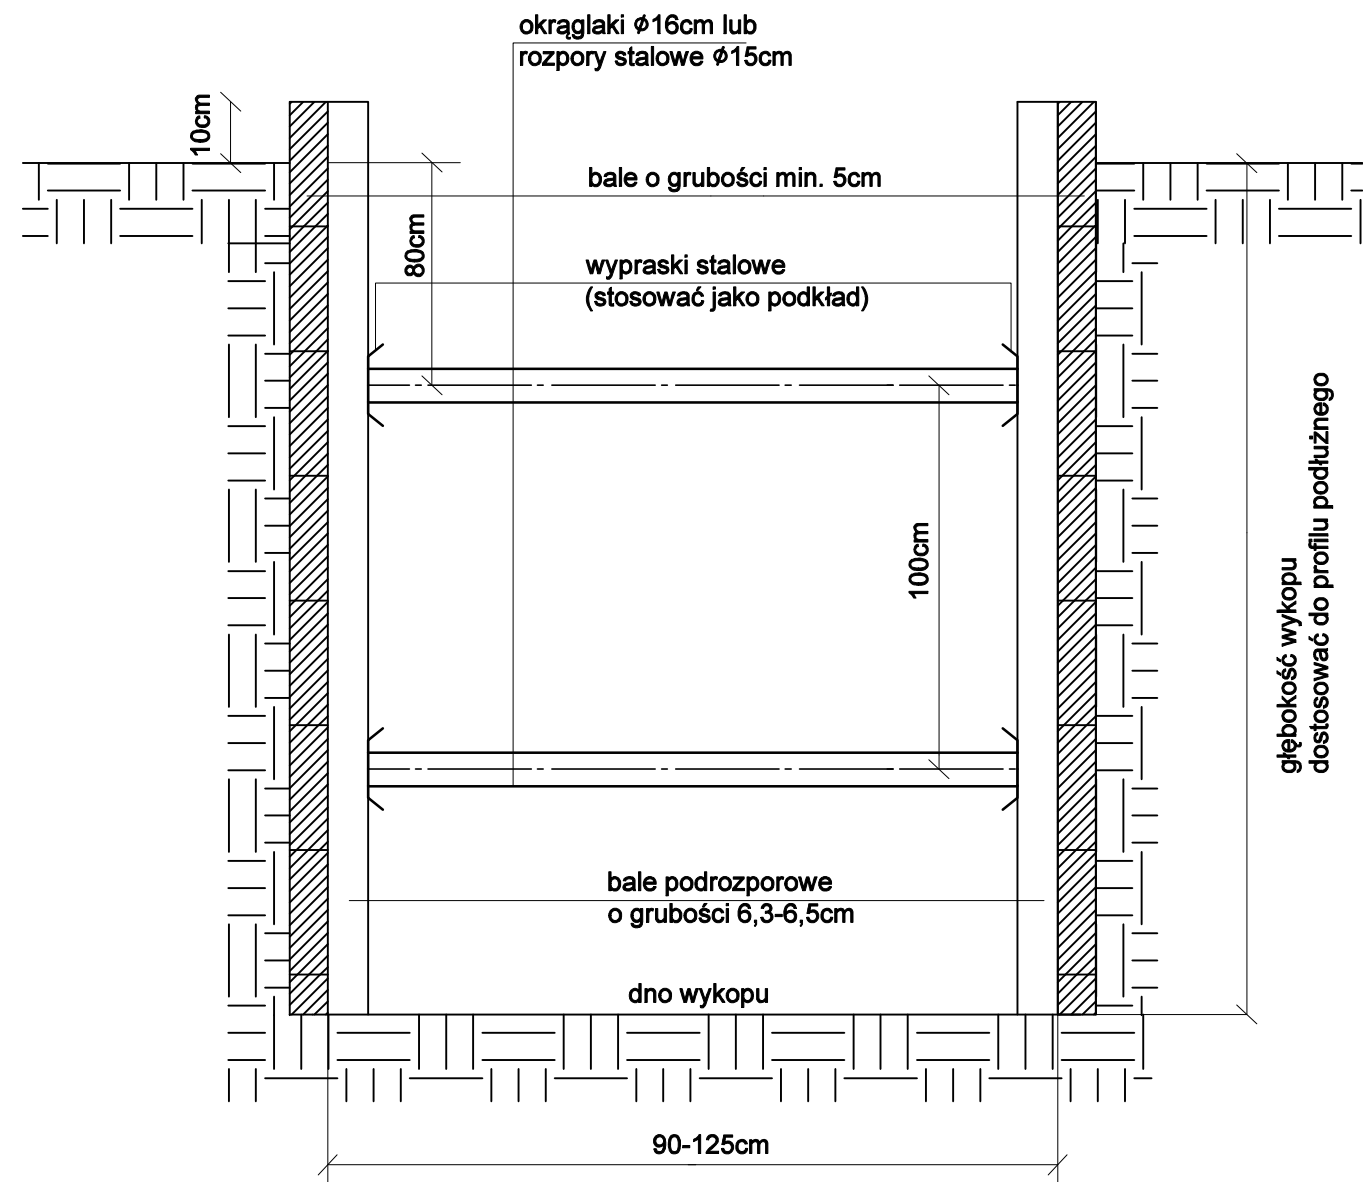 okrąglaki ϕ16cm lub
rozpory stalowe ϕ15cm
10cm
bale o grubości min. 5cm
80cm
wypraski stalowe
(stosować jako podkład)
100cm
głębokość wykopu
dostosować do profilu podłużnego
bale podrozporowe
o grubości 6,3-6,5cm
dno wykopu
90-125cm